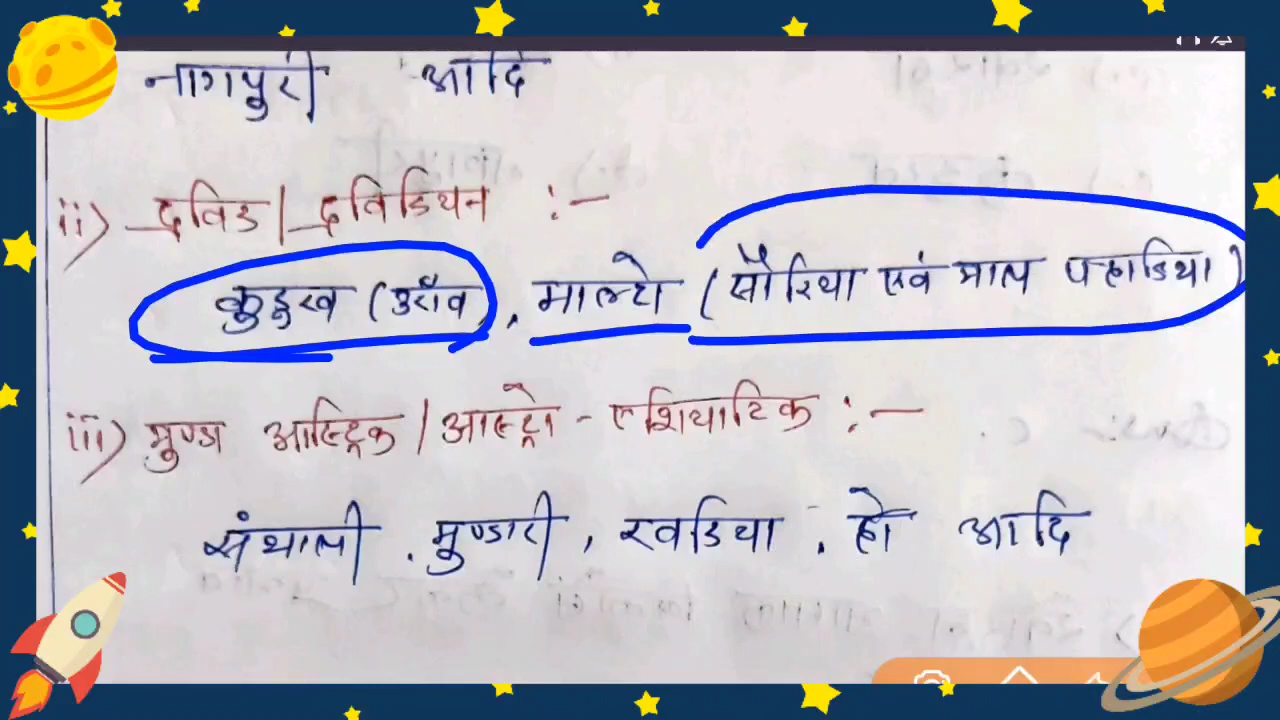 नागपुरी आदि
ii) द्रविड/द्रविडियन :-
कुडुख (उराँव), माल्टो (सौरिया एवं माल पहाडिया)
iii) मुण्डा आस्ट्रिक/आस्ट्रो-एशियाटिक :-
संथाली, मुण्डारी, खडिया, हो आदि